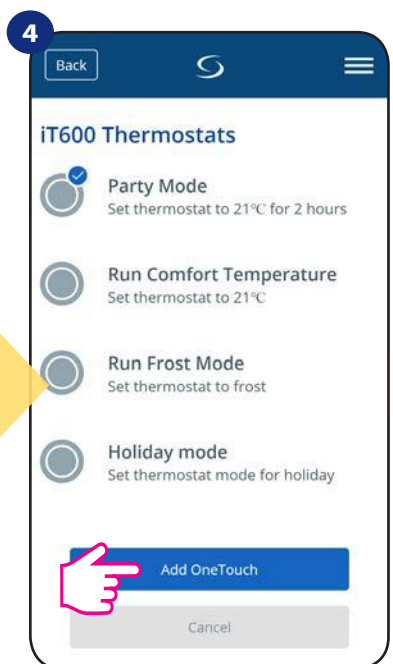 4
Back
iT600 Thermostats
Party Mode
Set thermostat to 21℃ for 2 hours
Run Comfort Temperature
Set thermostat to 21℃
Run Frost Mode
Set thermostat to frost
Holiday mode
Set thermostat mode for holiday
Add OneTouch
Cancel